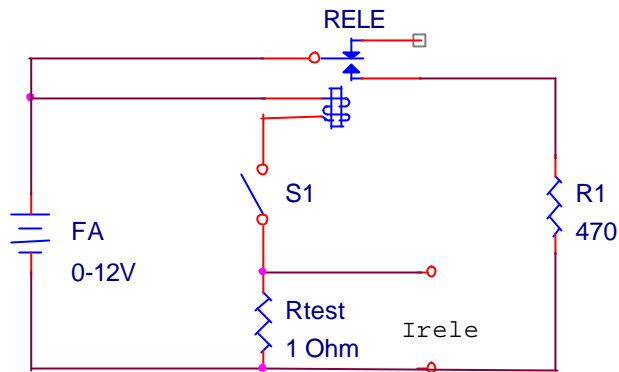 RELE
S1
R1
470
FA
0-12V
Rtest
1 Ohm
Irele